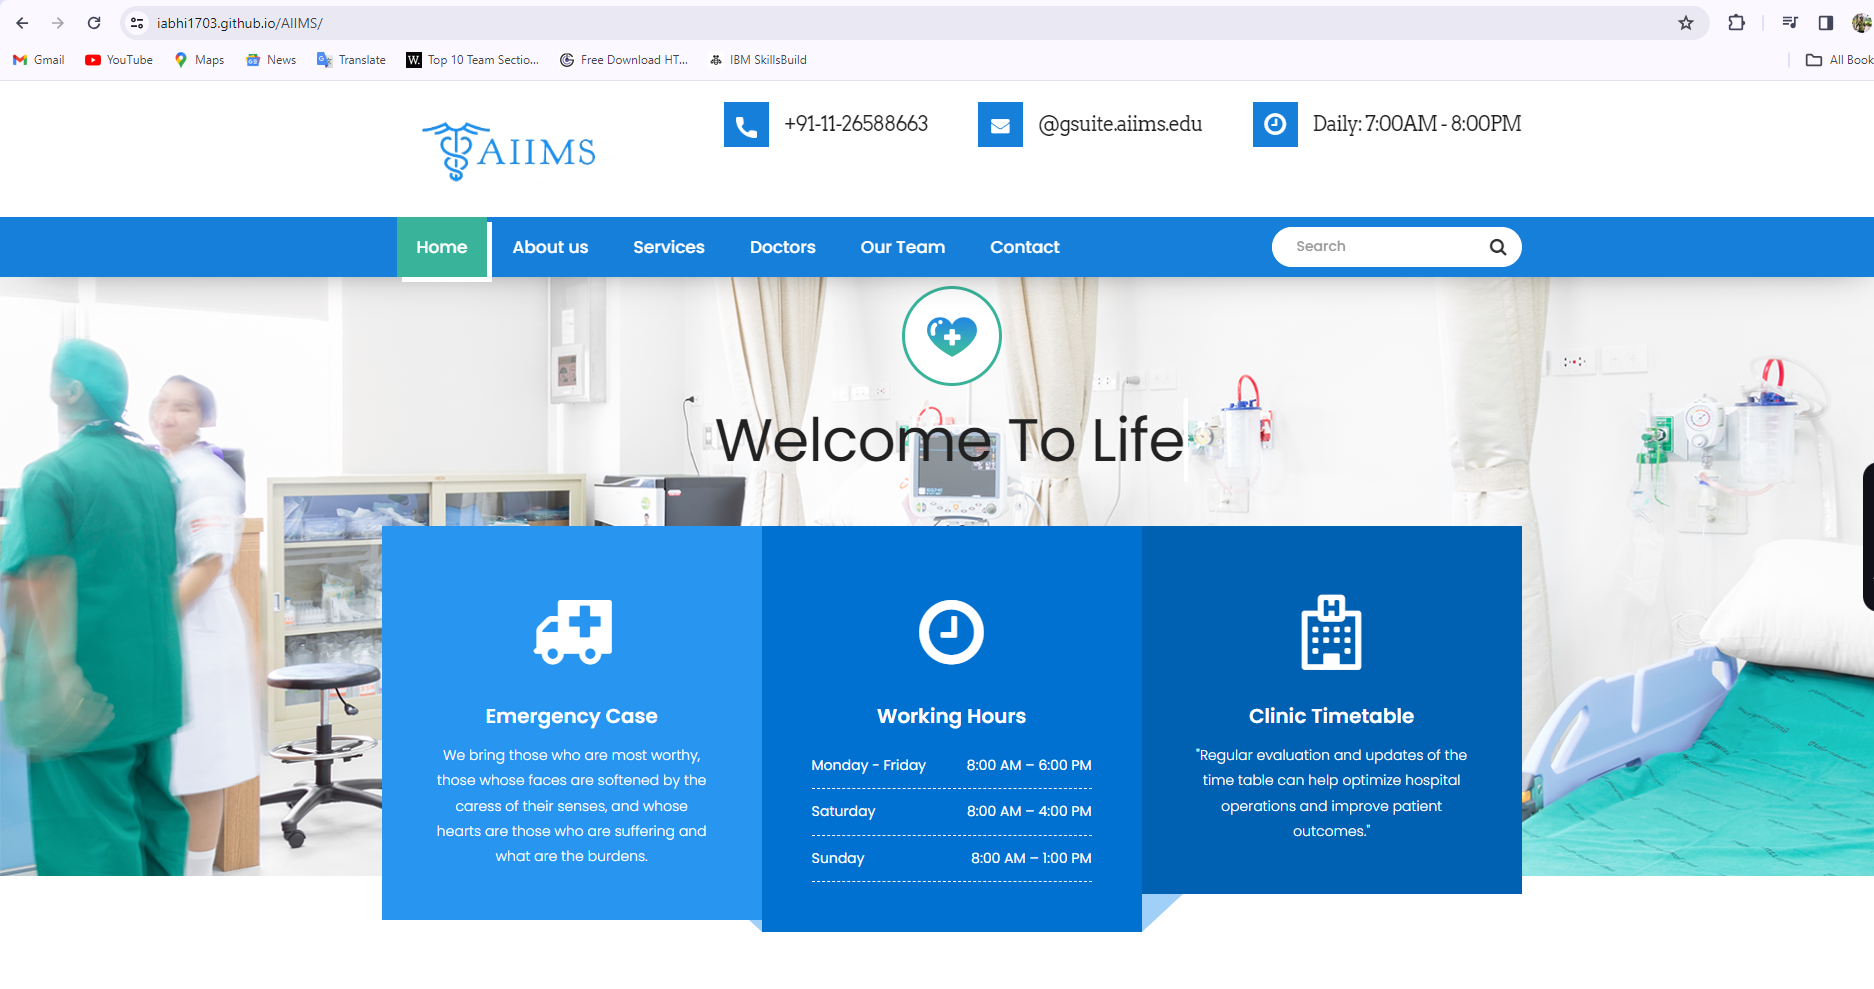 iabhi1703.github.io/AIIMS/
Gmail
YouTube
Maps
News
Translate
Top 10 Team Sectio...
Free Download HT...
IBM SkillsBuild
All Book
AIIMS
+91-11-26588663
@gsuite.aiims.edu
Daily: 7:00AM - 8:00PM
Home
About us
Services
Doctors
Our Team
Contact
Search
Welcome To Life
Emergency Case
We bring those who are most worthy,
those whose faces are softened by the
caress of their senses, and whose
hearts are those who are suffering and
what are the burdens.
Working Hours
Monday - Friday 8:00 AM – 6:00 PM
Saturday 8:00 AM – 4:00 PM
Sunday 8:00 AM – 1:00 PM
H
Clinic Timetable
"Regular evaluation and updates of the
time table can help optimize hospital
operations and improve patient
outcomes."